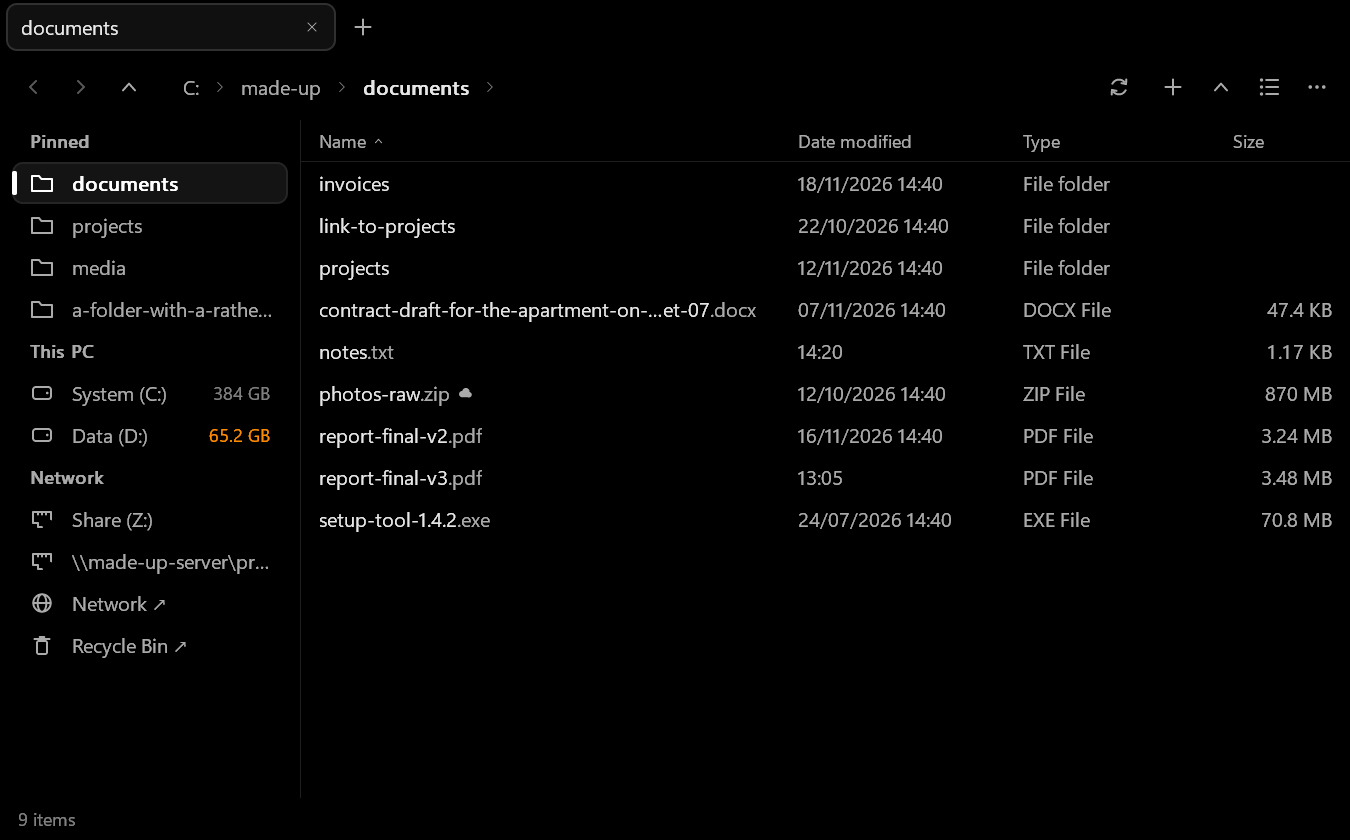 documents
C: made-up documents
Pinned
documents
projects
media
a-folder-with-a-rathe...
This PC
System (C:) 384 GB
Data (D:) 65.2 GB
Network
Share (Z:)
\\made-up-server\pr...
Network ↗
Recycle Bin ↗
Name Date modified Type Size
invoices 18/11/2026 14:40 File folder
link-to-projects 22/10/2026 14:40 File folder
projects 12/11/2026 14:40 File folder
contract-draft-for-the-apartment-on-...et-07.docx 07/11/2026 14:40 DOCX File 47.4 KB
notes.txt 14:20 TXT File 1.17 KB
photos-raw.zip 12/10/2026 14:40 ZIP File 870 MB
report-final-v2.pdf 16/11/2026 14:40 PDF File 3.24 MB
report-final-v3.pdf 13:05 PDF File 3.48 MB
setup-tool-1.4.2.exe 24/07/2026 14:40 EXE File 70.8 MB
9 items